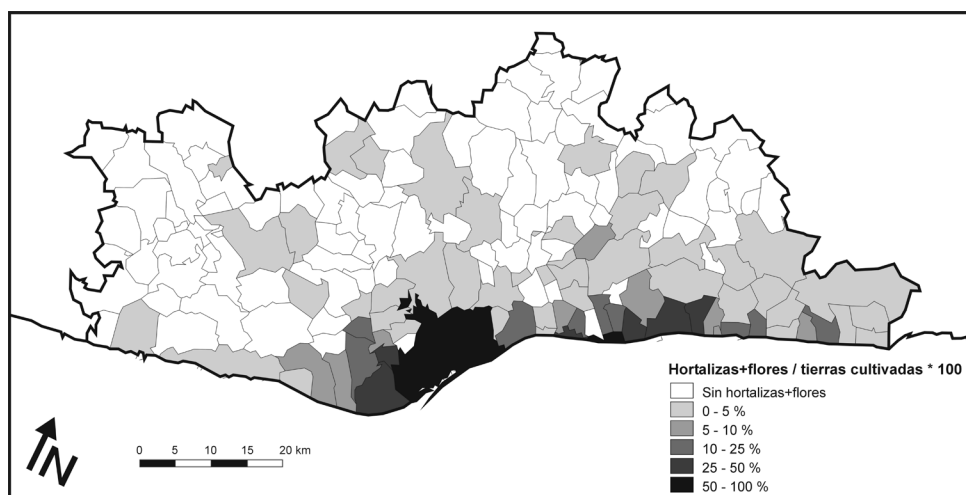 Hortalizas+flores / tierras cultivadas * 100
Sin hortalizas+flores
0 - 5 %
5 - 10 %
10 - 25 %
25 - 50 %
50 - 100 %
N
0 5 10 15 20 km